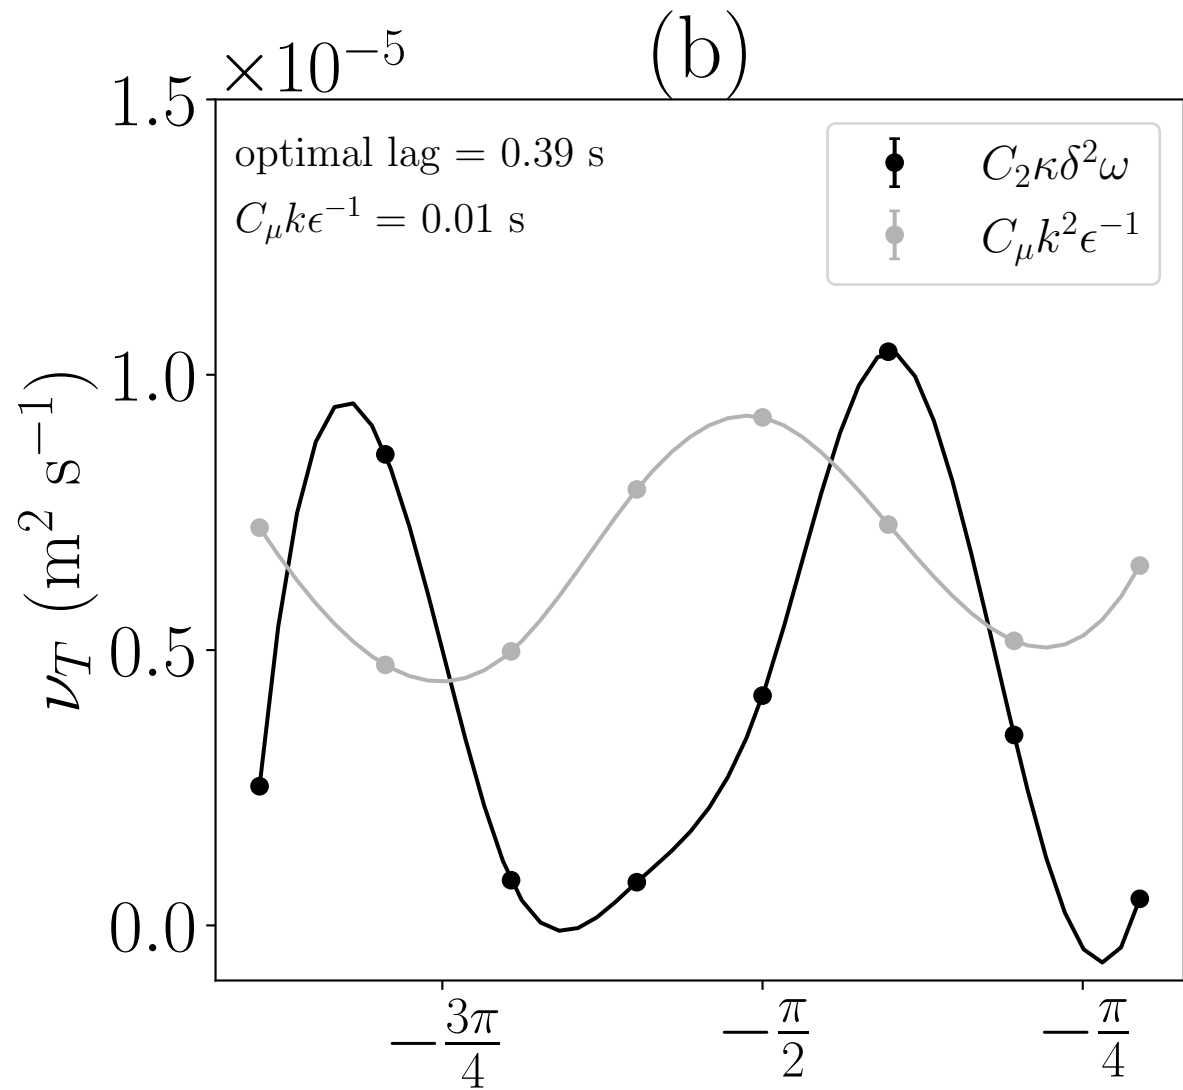 (b)
×10⁻⁵
optimal lag = 0.39 s
C_μkϵ⁻¹ = 0.01 s
C₂κδ²ω
C_μk²ϵ⁻¹
ν_T (m² s⁻¹)
1.5
1.0
0.5
0.0
−3π/4
−π/2
−π/4